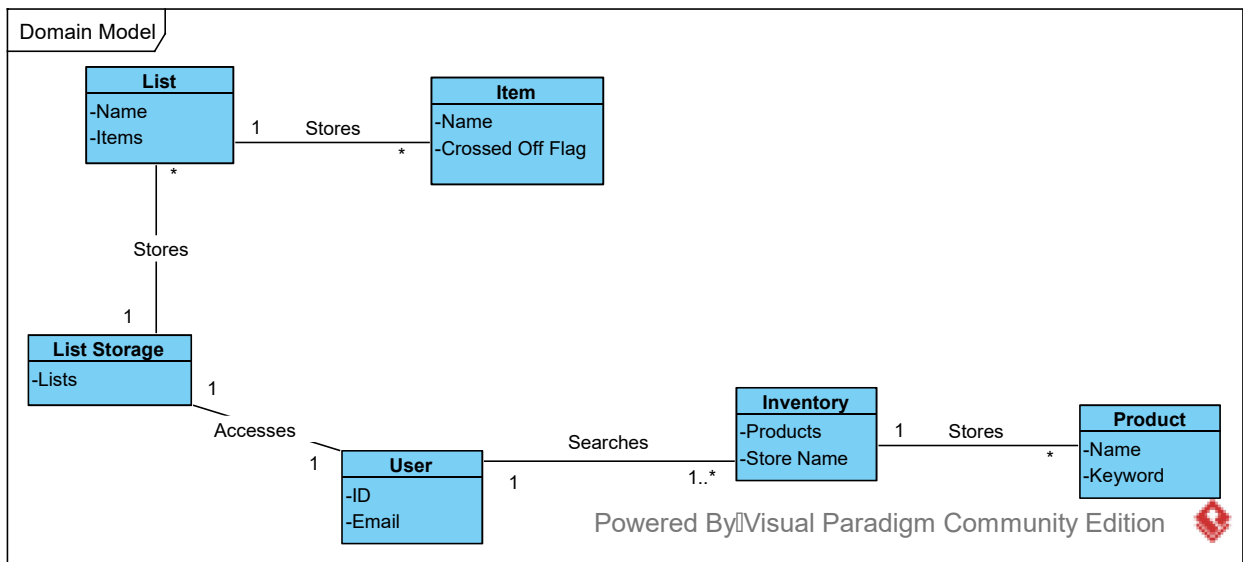 Domain Model
List
-Name
-Items
1
Stores
*
Item
-Name
-Crossed Off Flag
*
Stores
1
List Storage
-Lists
1
Accesses
1
User
-ID
-Email
1
Searches
1..*
Inventory
-Products
-Store Name
1
Stores
*
Product
-Name
-Keyword
Powered By Visual Paradigm Community Edition